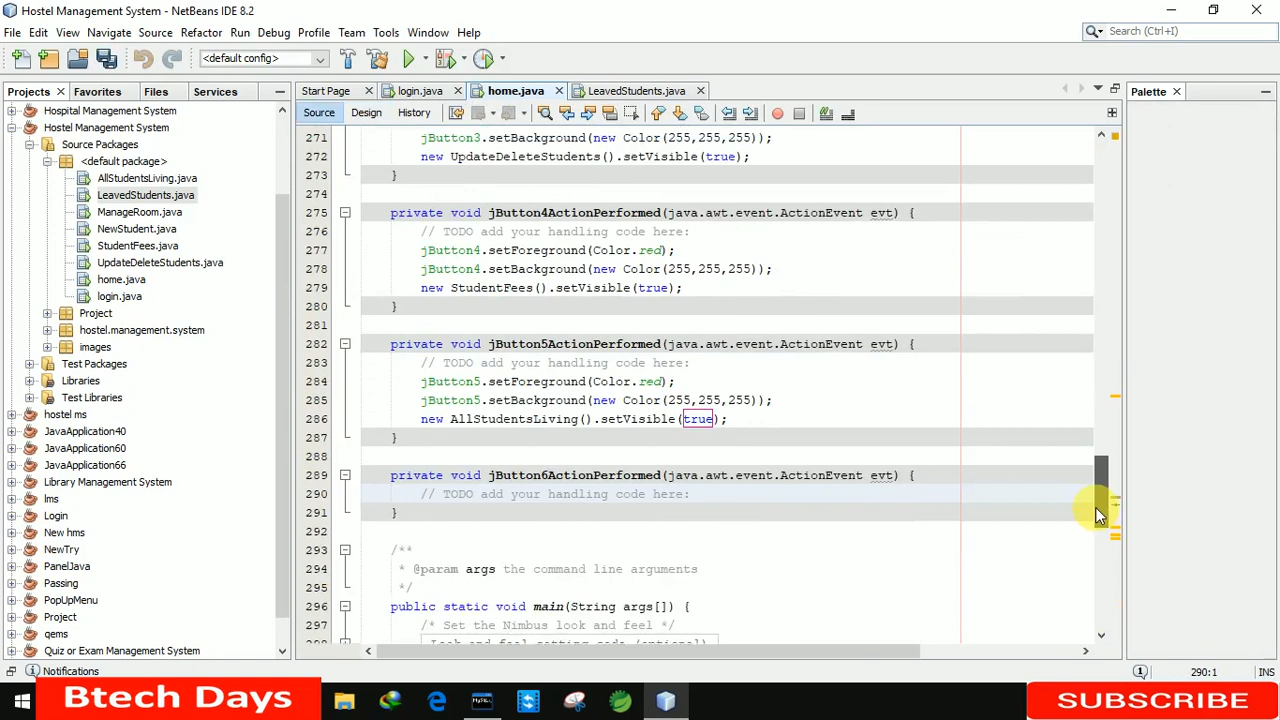 Hostel Management System - NetBeans IDE 8.2
File Edit View Navigate Source Refactor Run Debug Profile Team Tools Window Help
Search (Ctrl+I)
<default config>
Projects Favorites Files Services
Start Page login.java home.java LeavedStudents.java
Palette
Source Design History
Hospital Management System
Hostel Management System
Source Packages
<default package>
AllStudentsLiving.java
LeavedStudents.java
ManageRoom.java
NewStudent.java
StudentFees.java
UpdateDeleteStudents.java
home.java
login.java
Project
hostel.management.system
images
Test Packages
Libraries
Test Libraries
hostel ms
JavaApplication40
JavaApplication60
JavaApplication66
Library Management System
lms
Login
New hms
NewTry
PanelJava
Passing
PopUpMenu
Project
qems
Quiz or Exam Management System
271 jButton3.setBackground(new Color(255,255,255));
272 new UpdateDeleteStudents().setVisible(true);
273 }
274
275 private void jButton4ActionPerformed(java.awt.event.ActionEvent evt) {
276 // TODO add your handling code here:
277 jButton4.setForeground(Color.red);
278 jButton4.setBackground(new Color(255,255,255));
279 new StudentFees().setVisible(true);
280 }
281
282 private void jButton5ActionPerformed(java.awt.event.ActionEvent evt) {
283 // TODO add your handling code here:
284 jButton5.setForeground(Color.red);
285 jButton5.setBackground(new Color(255,255,255));
286 new AllStudentsLiving().setVisible(true);
287 }
288
289 private void jButton6ActionPerformed(java.awt.event.ActionEvent evt) {
290 // TODO add your handling code here:
291 }
292
293 /**
294 * @param args the command line arguments
295 */
296 public static void main(String args[]) {
297 /* Set the Nimbus look and feel */
298 Look and feel setting code (optional)
Notifications
290:1 INS
Btech Days
SUBSCRIBE